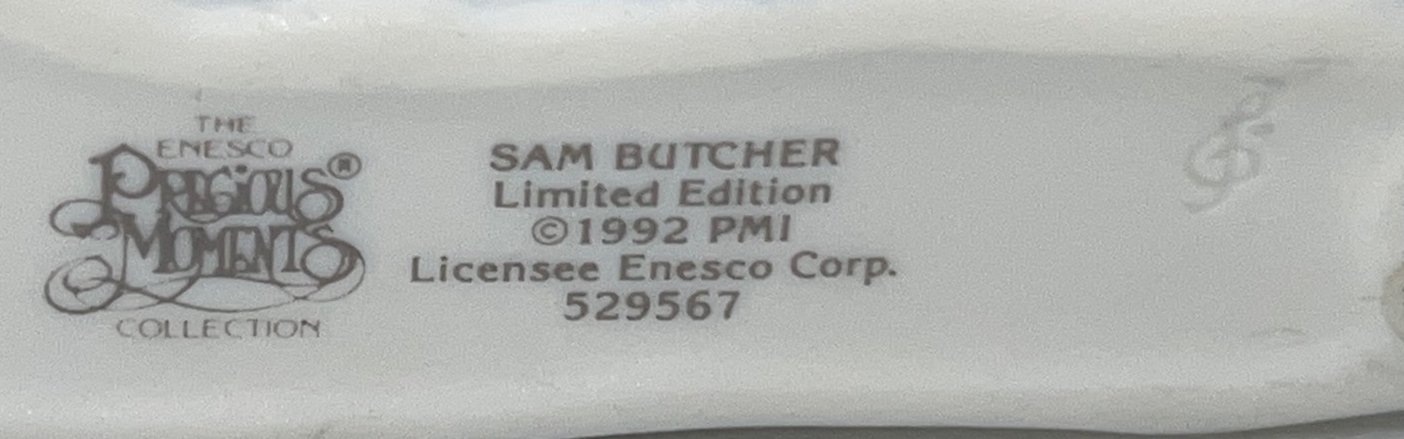 THE
ENESCO
PRECIOUS®
MOMENTS
COLLECTION
SAM BUTCHER
Limited Edition
©1992 PMI
Licensee Enesco Corp.
529567